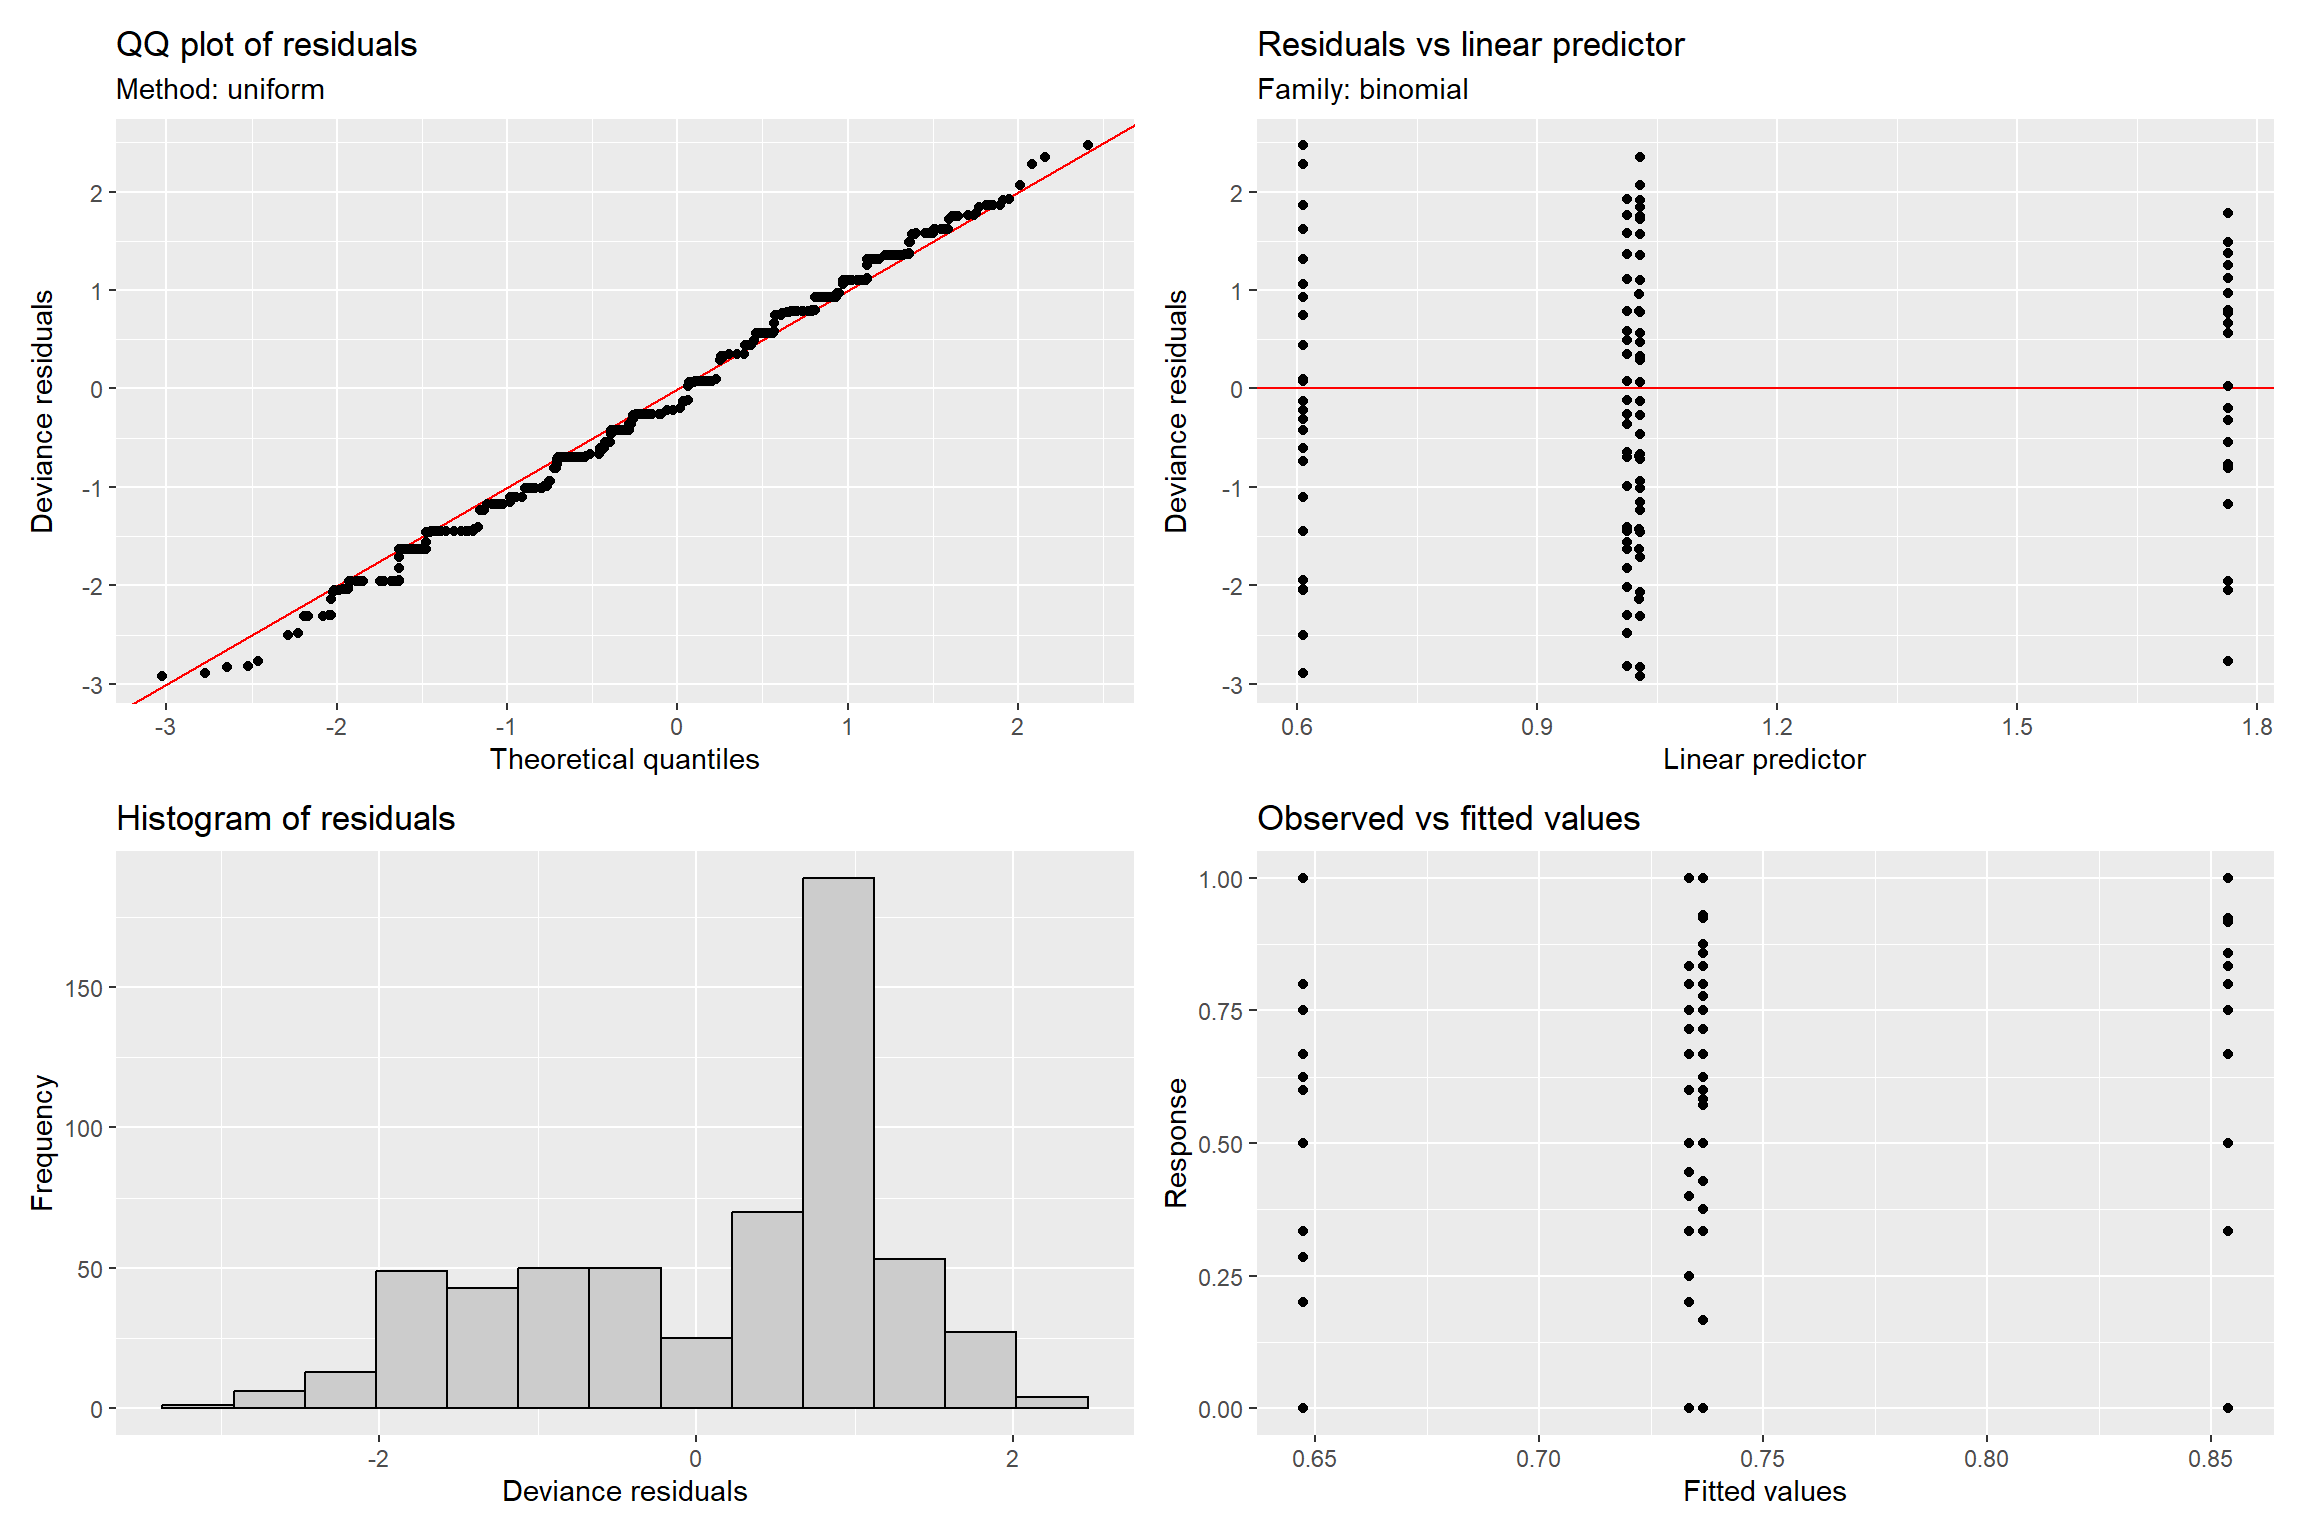 QQ plot of residuals
Method: uniform
Deviance residuals
2
1
0
-1
-2
-3
-3
-2
-1
0
1
2
Theoretical quantiles
Residuals vs linear predictor
Family: binomial
Deviance residuals
2
1
0
-1
-2
-3
0.6
0.9
1.2
1.5
1.8
Linear predictor
Histogram of residuals
Frequency
150
100
50
0
-2
0
2
Deviance residuals
Observed vs fitted values
Response
1.00
0.75
0.50
0.25
0.00
0.65
0.70
0.75
0.80
0.85
Fitted values